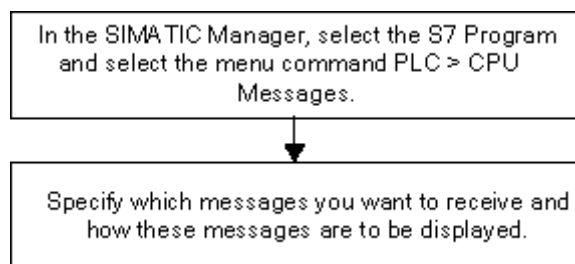 In the SIMATIC Manager, select the S7 Program
and select the menu command PLC > CPU
Messages.
Specify which messages you want to receive and
how these messages are to be displayed.